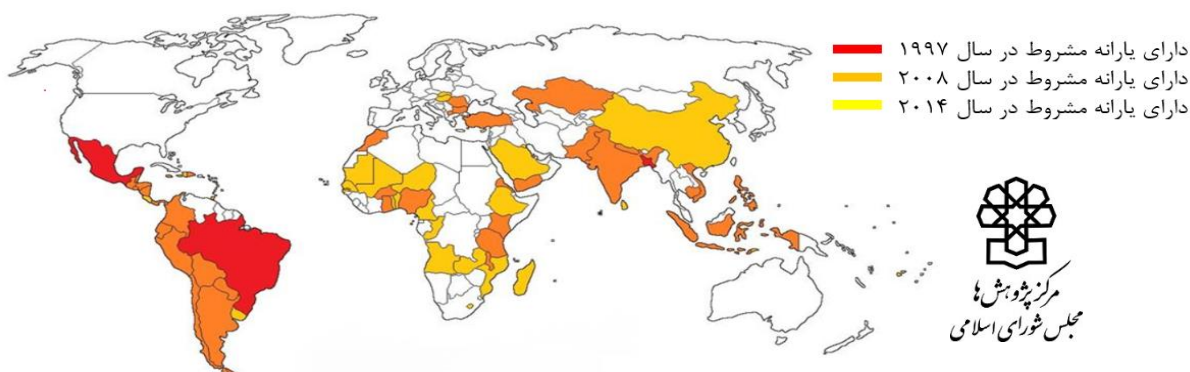 دارای یارانه مشروط در سال ۱۹۹۷
دارای یارانه مشروط در سال ۲۰۰۸
دارای یارانه مشروط در سال ۲۰۱۴
مرکز پژوهش‌ها
مجلس شورای اسلامی